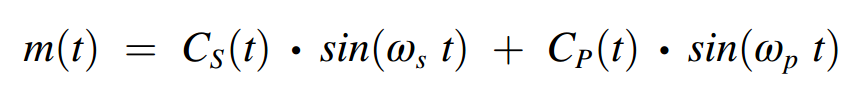 m(t) = C_S(t) • sin(ω_s t) + C_P(t) • sin(ω_p t)